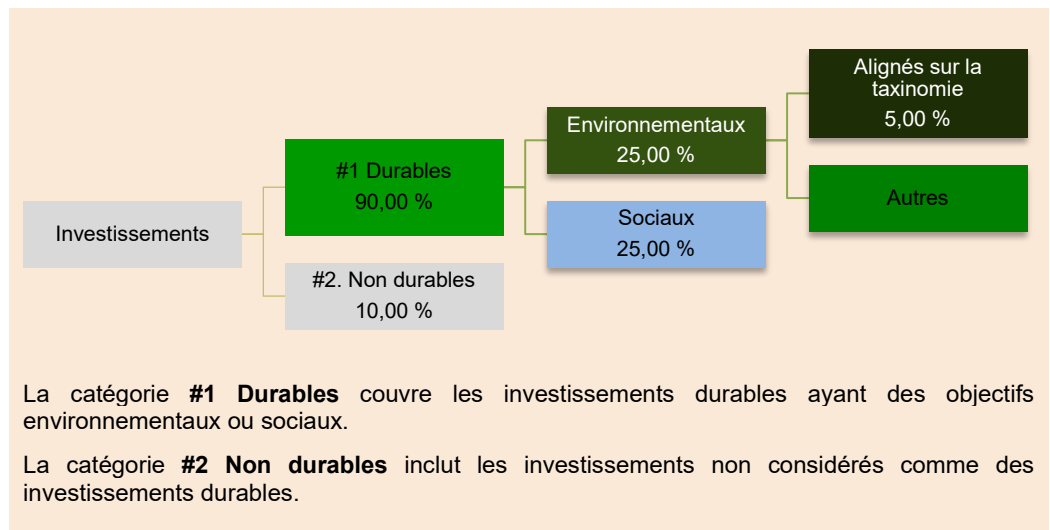 Alignés sur la
taxinomie
5,00 %
Environnementaux
25,00 %
#1 Durables
90,00 %
Autres
Investissements
Sociaux
25,00 %
#2. Non durables
10,00 %
La catégorie #1 Durables couvre les investissements durables ayant des objectifs
environnementaux ou sociaux.
La catégorie #2 Non durables inclut les investissements non considérés comme des
investissements durables.